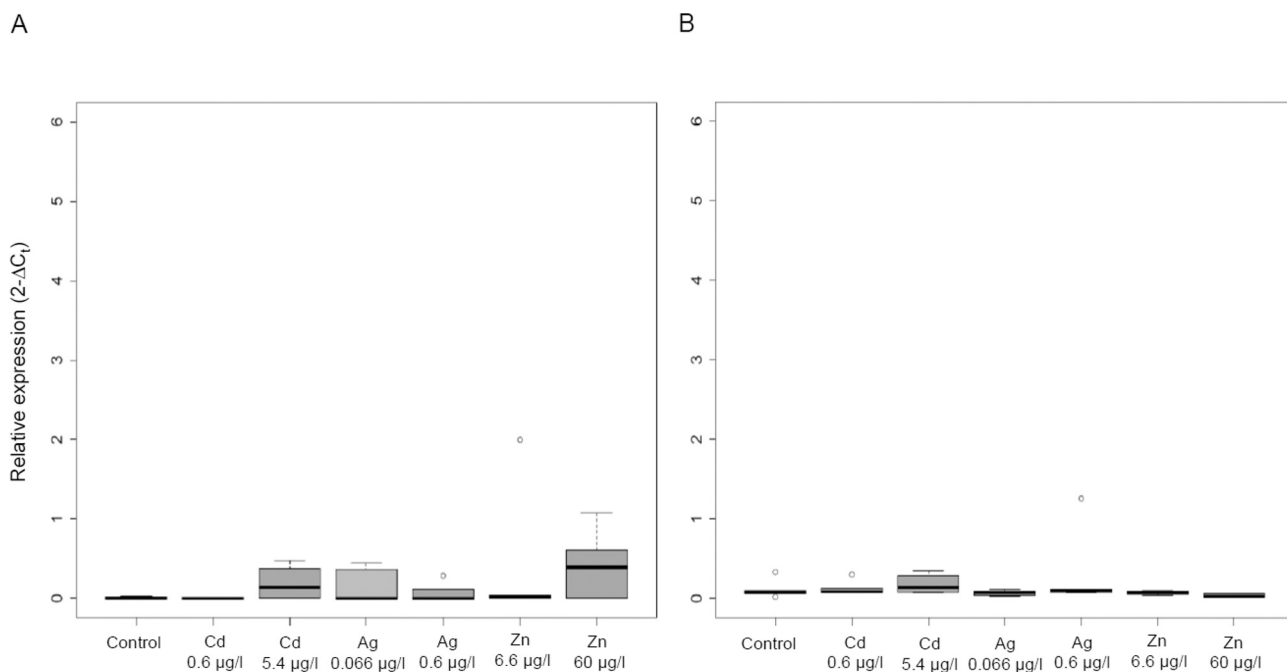 A
B
Relative expression (2-ΔCt)
6
5
4
3
2
1
0
Control
Cd
0.6 µg/l
Cd
5.4 µg/l
Ag
0.066 µg/l
Ag
0.6 µg/l
Zn
6.6 µg/l
Zn
60 µg/l
6
5
4
3
2
1
0
Control
Cd
0.6 µg/l
Cd
5.4 µg/l
Ag
0.066 µg/l
Ag
0.6 µg/l
Zn
6.6 µg/l
Zn
60 µg/l